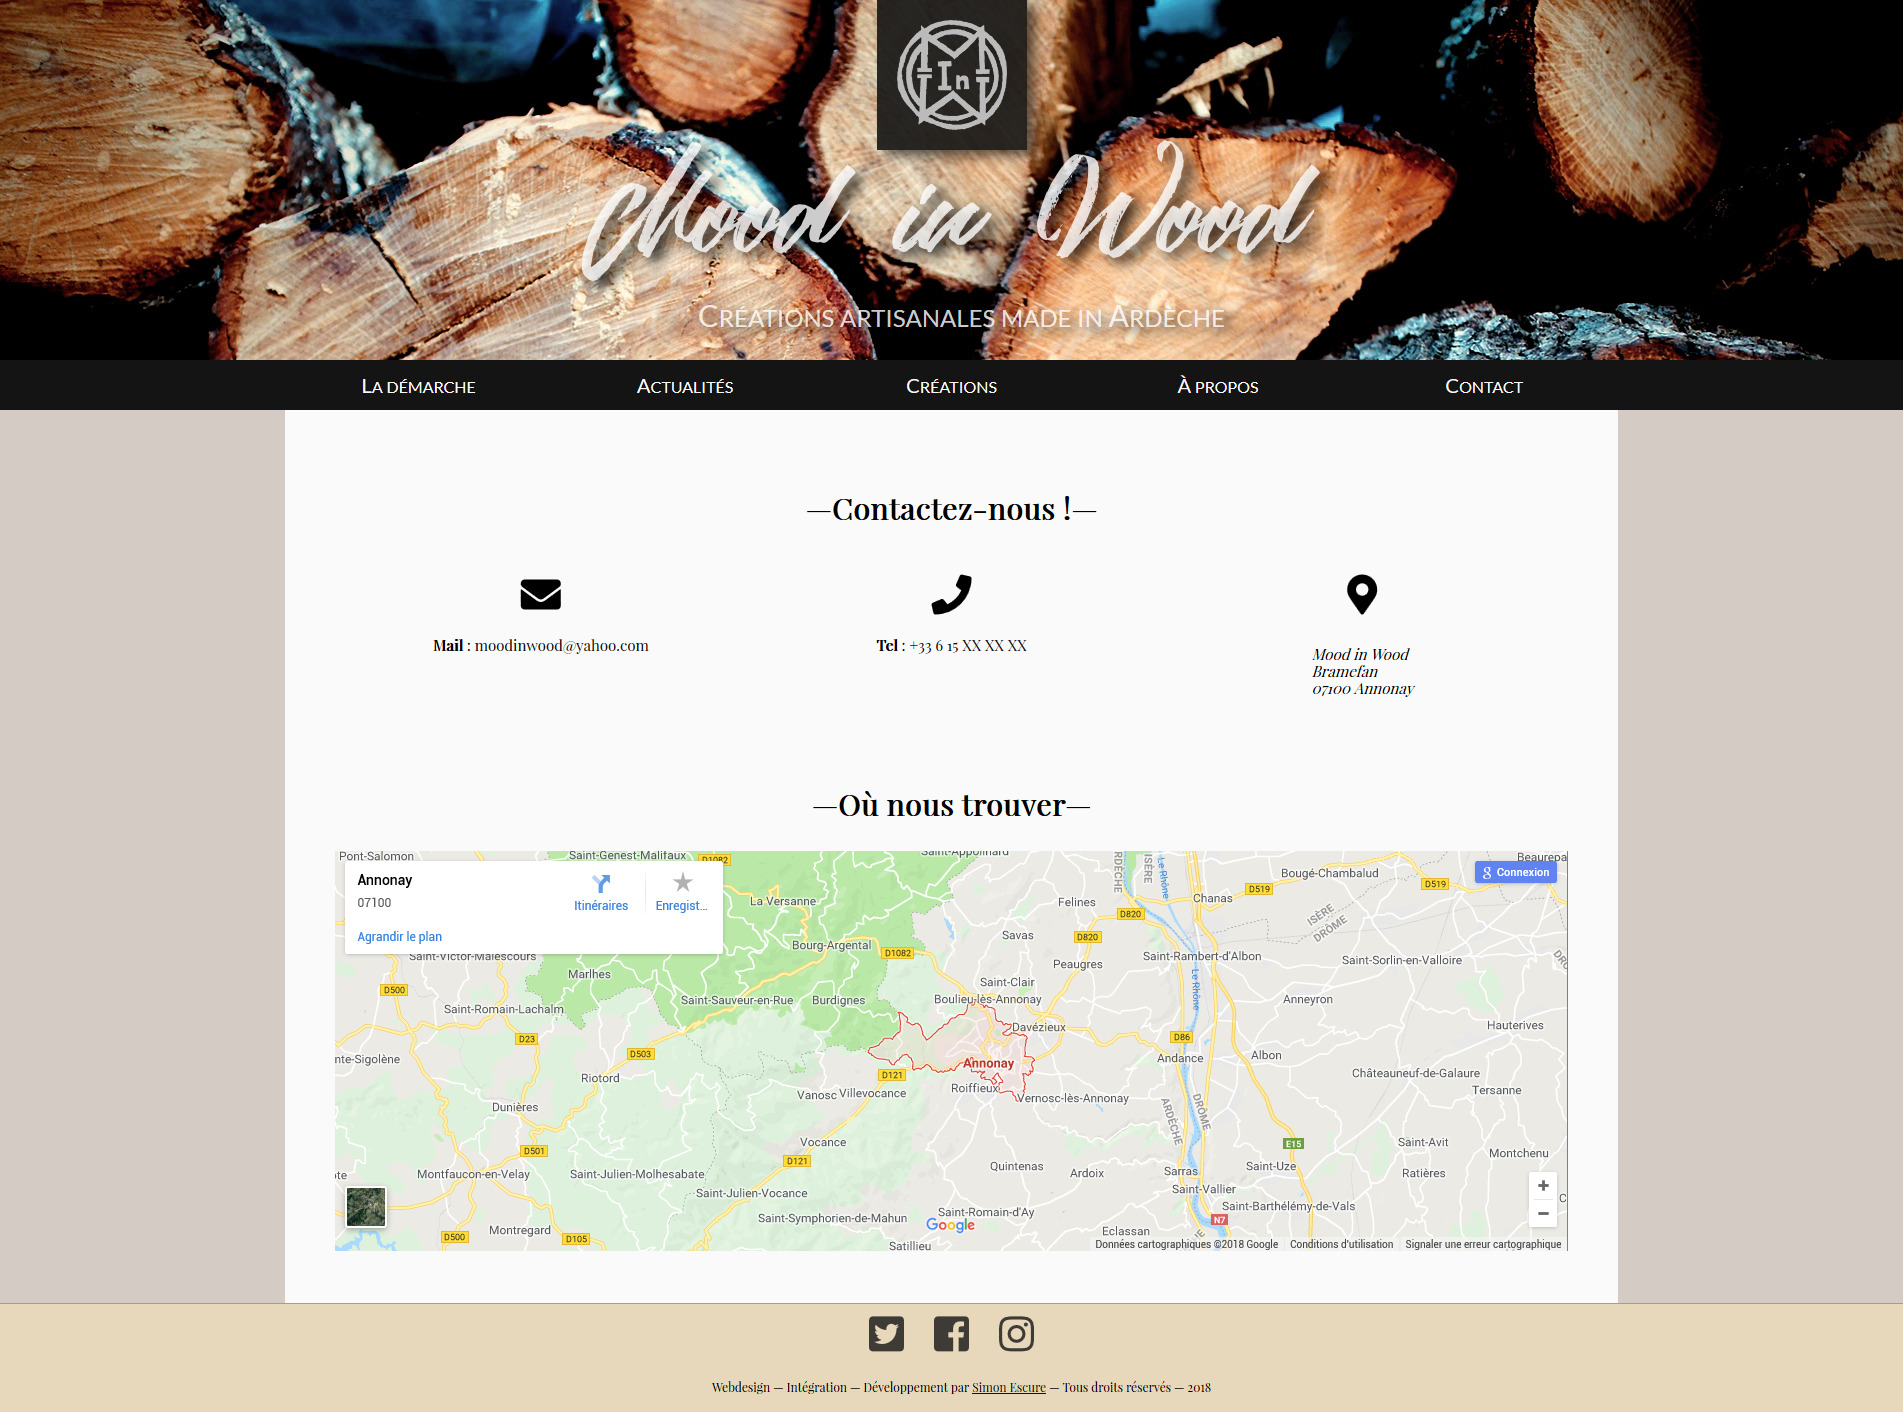 In
Mood in Wood
Créations artisanales made in Ardèche
La démarche Actualités Créations À propos Contact
—Contactez-nous !—
Mail : moodinwood@yahoo.com
Tel : +33 6 15 XX XX XX
Mood in Wood
Bramefan
07100 Annonay
—Où nous trouver—
Annonay
07100
Agrandir le plan
Itinéraires
Enregist...
Connexion
Pont-Salomon
Saint-Genest-Malifaux
D1082
Saint-Appolinard
ARDÈCHE
ISÈRE
Le Rhône
Beaurepa
Bougé-Chambalud
D519
D519
La Versanne
Felines
Chanas
D820
ISÈRE
DRÔME
Bourg-Argental
D1082
Savas
D820
Peaugres
Saint-Rambert-d'Albon
Saint-Sorlin-en-Valloire
Saint-Victor-Malescours
Marlhes
Saint-Clair
D500
Saint-Sauveur-en-Rue
Burdignes
Boulieu-lès-Annonay
Le Rhône
Anneyron
Saint-Romain-Lachalm
Davézieux
Hauterives
D23
D86
D503
nte-Sigolène
Annonay
Andance
Albon
Riotord
D121
Roiffieux
Châteauneuf-de-Galaure
Tersanne
Vanosc
Villevocance
Vernosc-lès-Annonay
Dunières
ARDÈCHE
DRÔME
Vocance
E15
Saint-Avit
D501
D121
Montchenu
Montfaucon-en-Velay
Saint-Julien-Molhesabate
Quintenas
Ardoix
Sarras
Saint-Uze
Ratières
Saint-Julien-Vocance
Saint-Vallier
Saint-Barthélémy-de-Vals
Saint-Symphorien-de-Mahun
Saint-Romain-d'Ay
N7
Montregard
Eclassan
D500
D105
Satillieu
Google
+
−
Données cartographiques ©2018 Google Conditions d'utilisation Signaler une erreur cartographique
Webdesign — Intégration — Développement par Simon Escure — Tous droits réservés — 2018